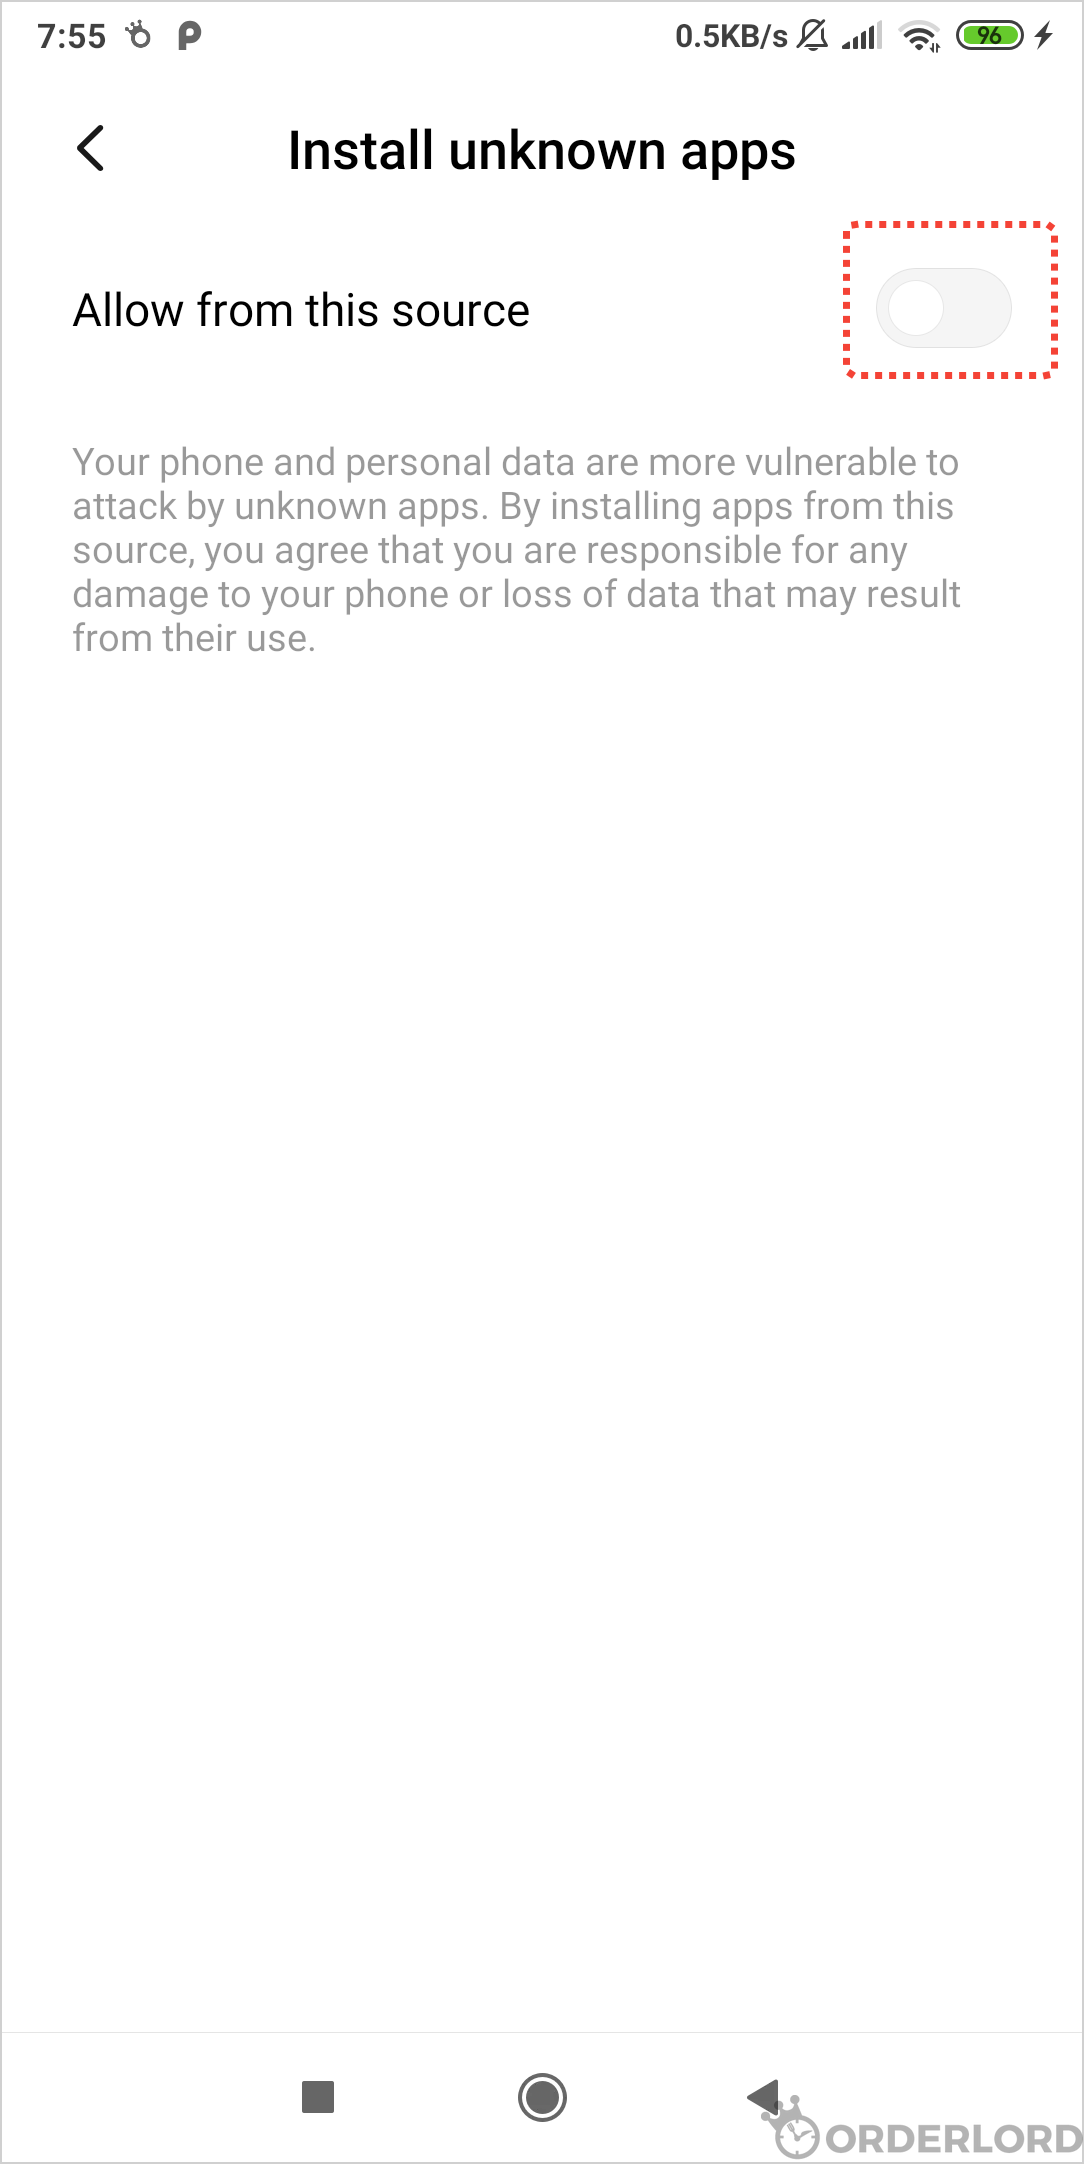 7:55 0.5KB/s 96
Install unknown apps
Allow from this source
Your phone and personal data are more vulnerable to
attack by unknown apps. By installing apps from this
source, you agree that you are responsible for any
damage to your phone or loss of data that may result
from their use.
ORDERLORD